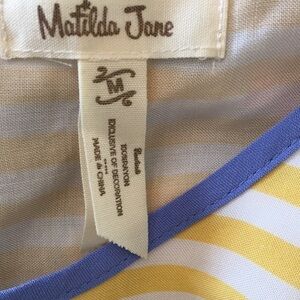 Matilda Jane
M
100%RAYON
EXCLUSIVE OF DECORATION
MADE IN CHINA